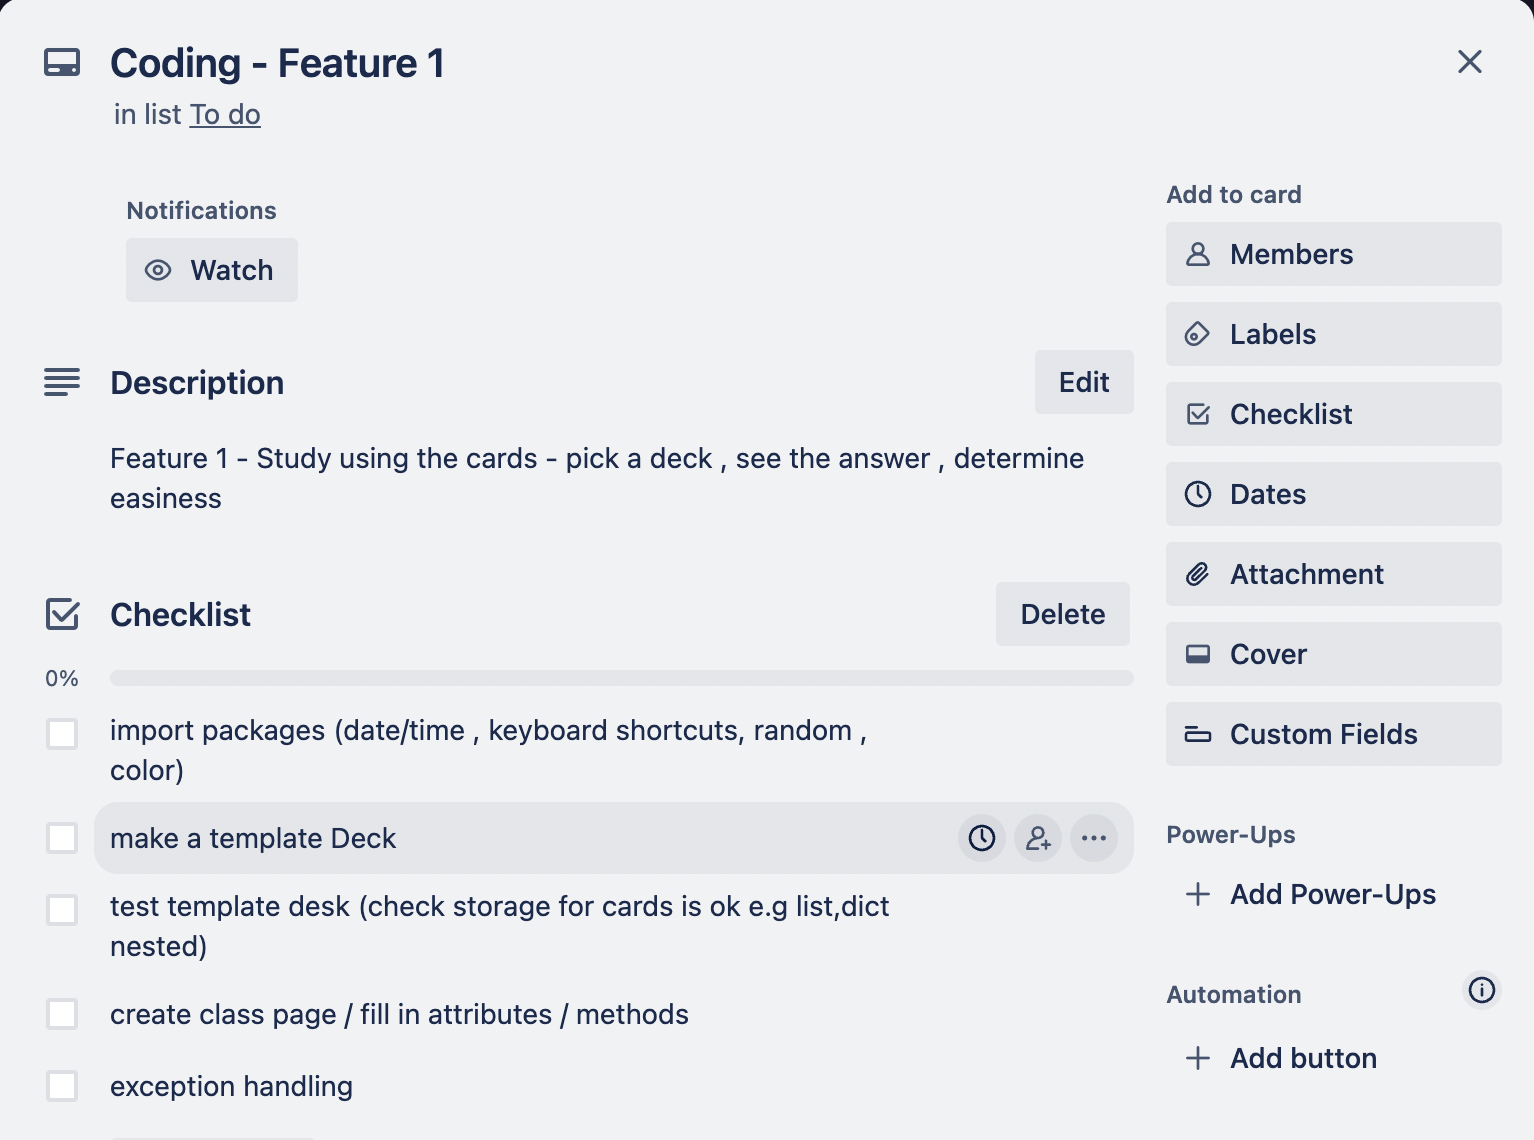 Coding - Feature 1
in list To do
Notifications
Watch
Description
Edit
Feature 1 - Study using the cards - pick a deck , see the answer , determine
easiness
Checklist
Delete
0%
import packages (date/time , keyboard shortcuts, random ,
color)
make a template Deck
test template desk (check storage for cards is ok e.g list,dict
nested)
create class page / fill in attributes / methods
exception handling
Add to card
Members
Labels
Checklist
Dates
Attachment
Cover
Custom Fields
Power-Ups
Add Power-Ups
Automation
Add button